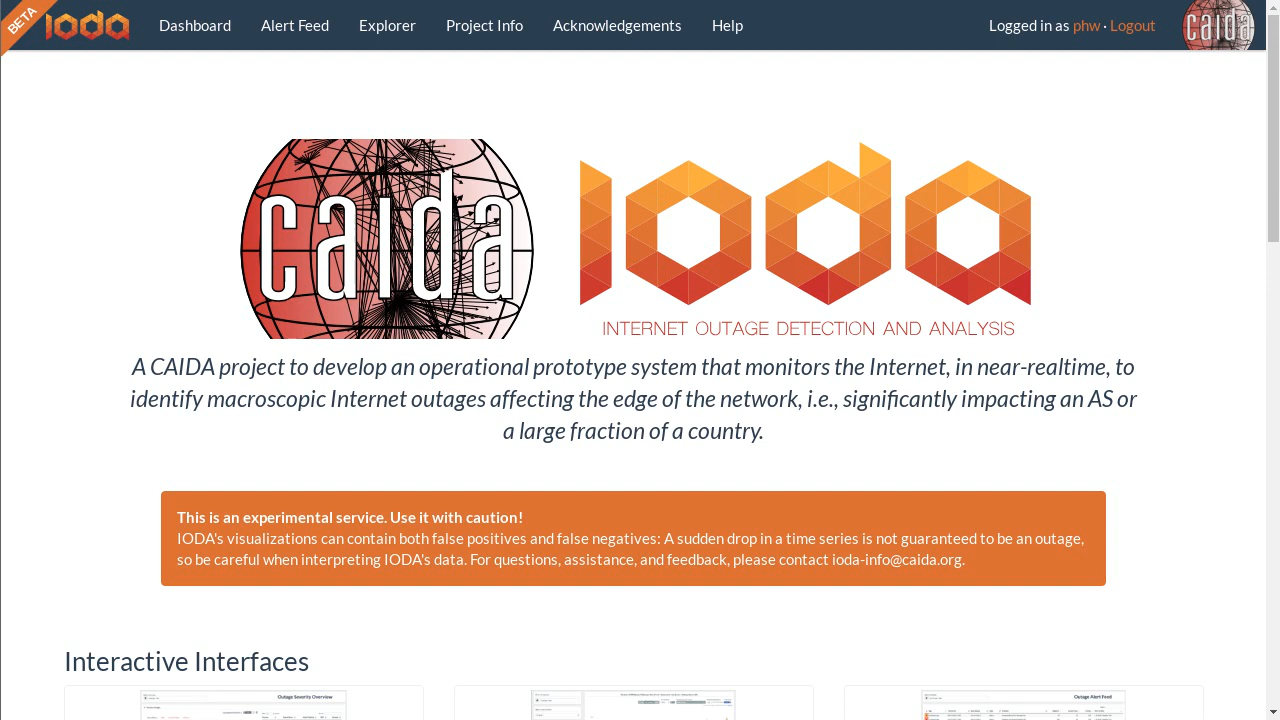 BETA
ioda
Dashboard Alert Feed Explorer Project Info Acknowledgements Help
Logged in as phw · Logout
caida
caida
ioda
INTERNET OUTAGE DETECTION AND ANALYSIS
A CAIDA project to develop an operational prototype system that monitors the Internet, in near-realtime, to
identify macroscopic Internet outages affecting the edge of the network, i.e., significantly impacting an AS or
a large fraction of a country.
This is an experimental service. Use it with caution!
IODA's visualizations can contain both false positives and false negatives: A sudden drop in a time series is not guaranteed to be an outage,
so be careful when interpreting IODA's data. For questions, assistance, and feedback, please contact ioda-info@caida.org.
Interactive Interfaces
Outage Severity Overview
Outage Alert Feed